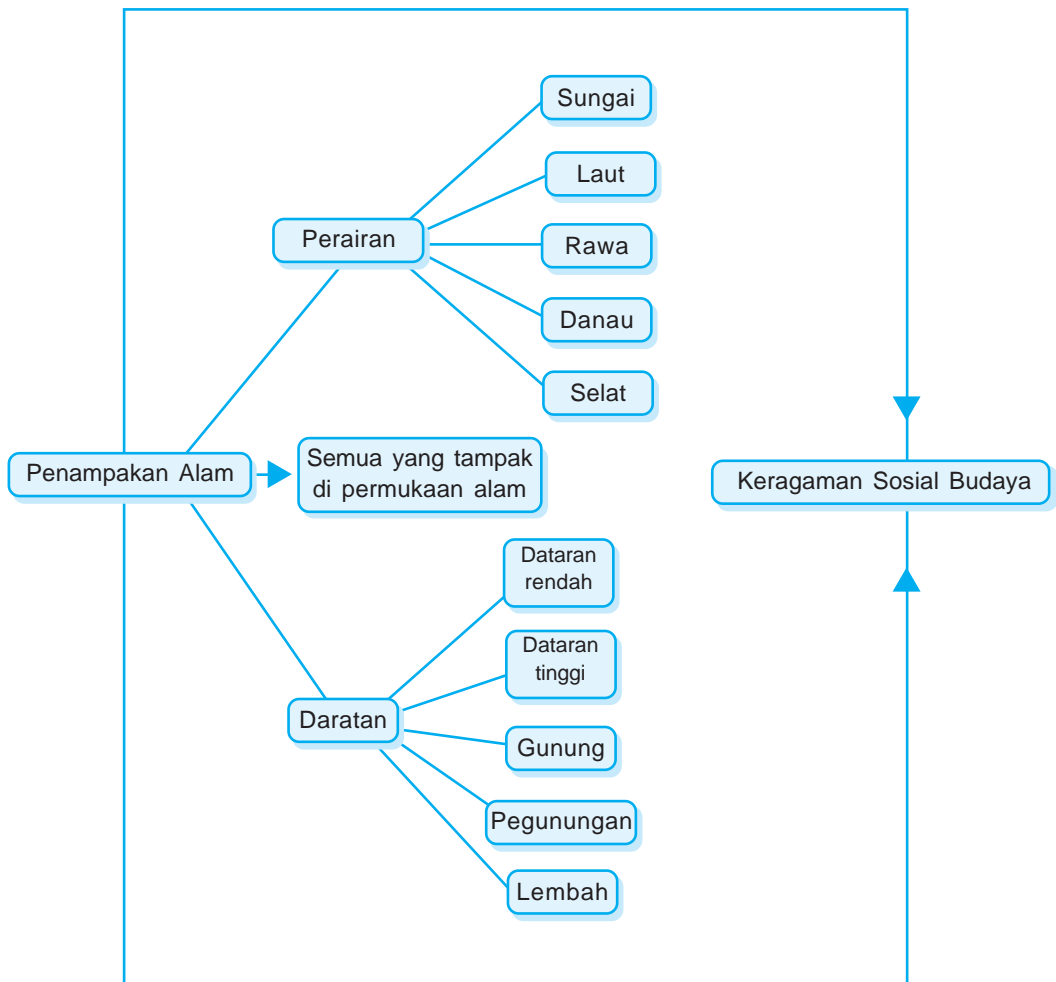 Sungai
Laut
Perairan
Rawa
Danau
Selat
Penampakan Alam
Semua yang tampak
di permukaan alam
Keragaman Sosial Budaya
Dataran
rendah
Dataran
tinggi
Daratan
Gunung
Pegunungan
Lembah